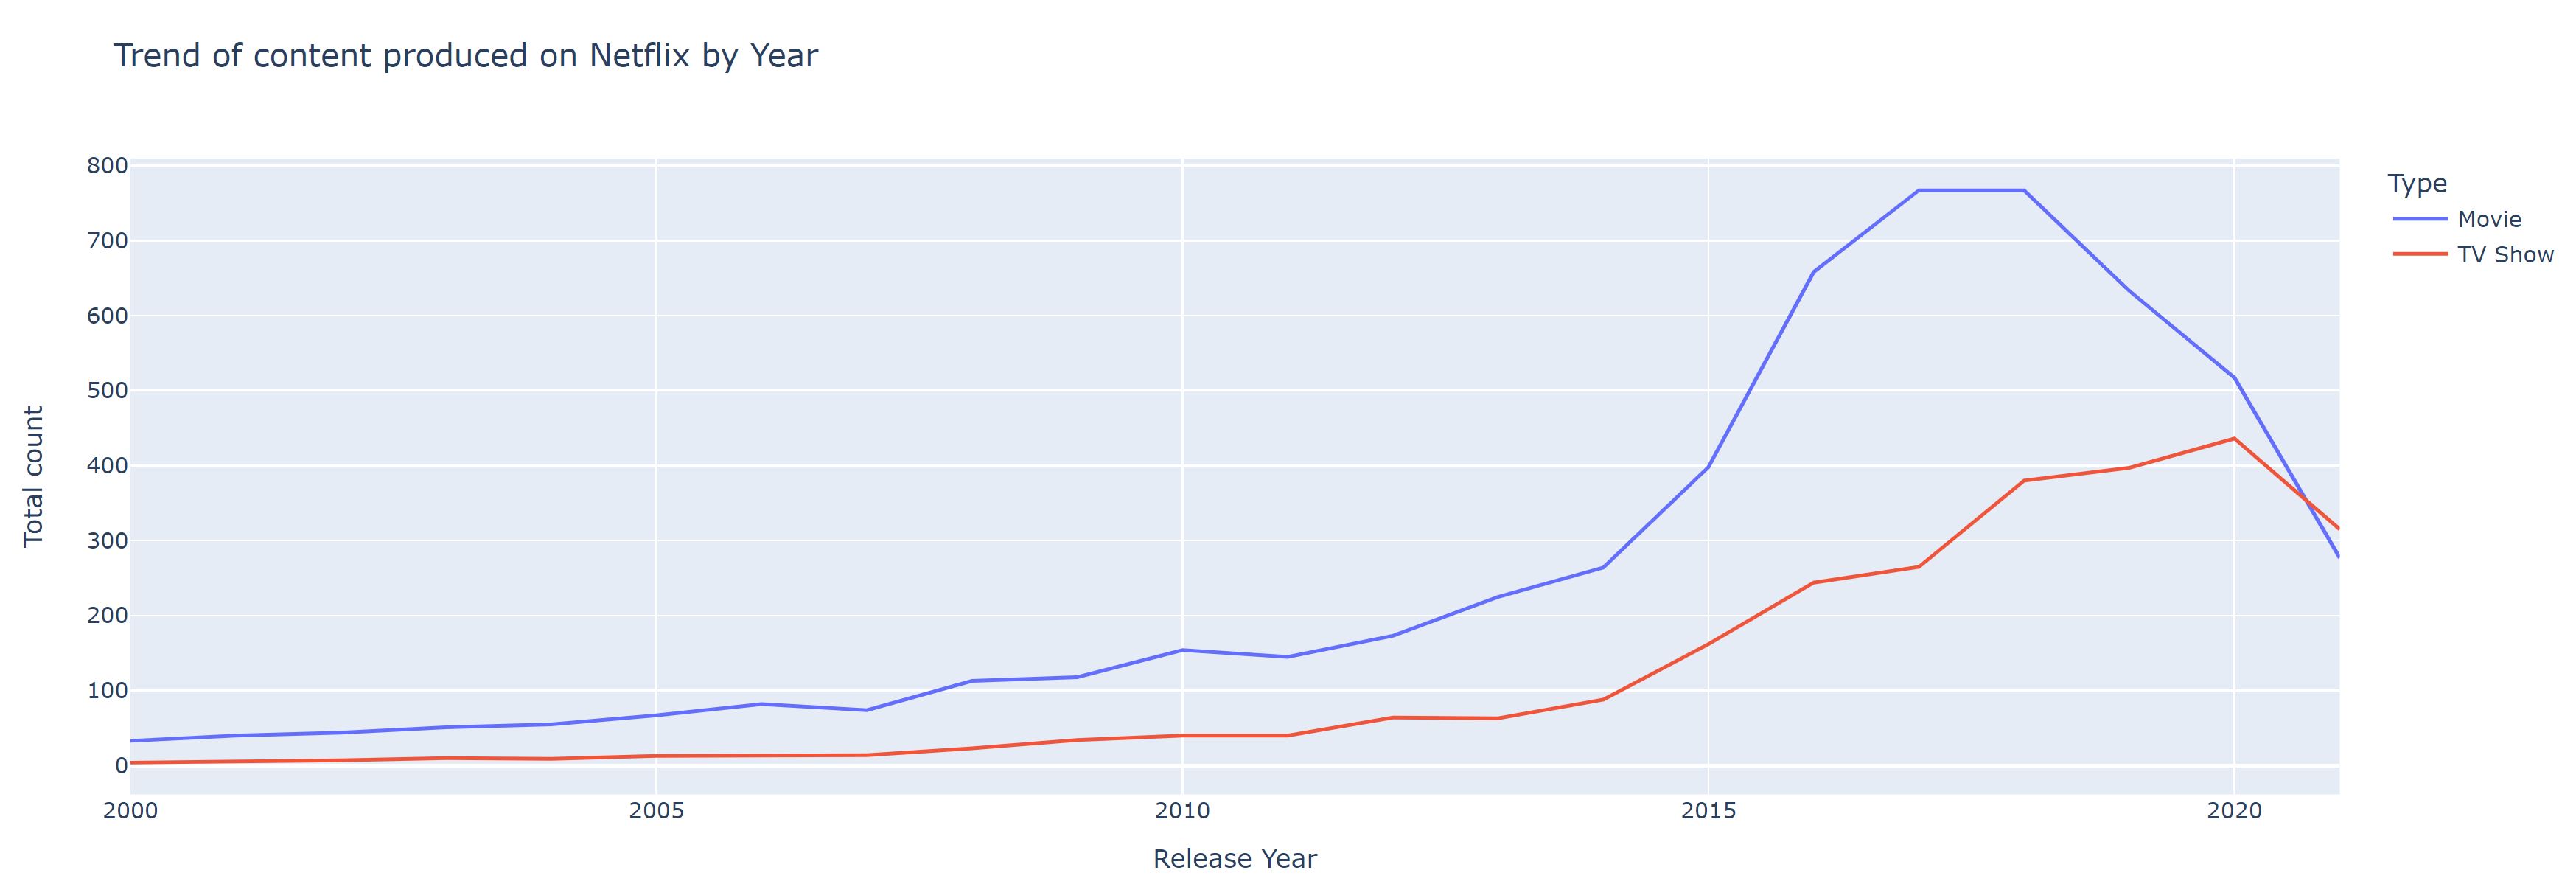 Trend of content produced on Netflix by Year
800
700
600
500
400
300
200
100
0
Total count
2000
2005
2010
2015
2020
Release Year
Type
Movie
TV Show